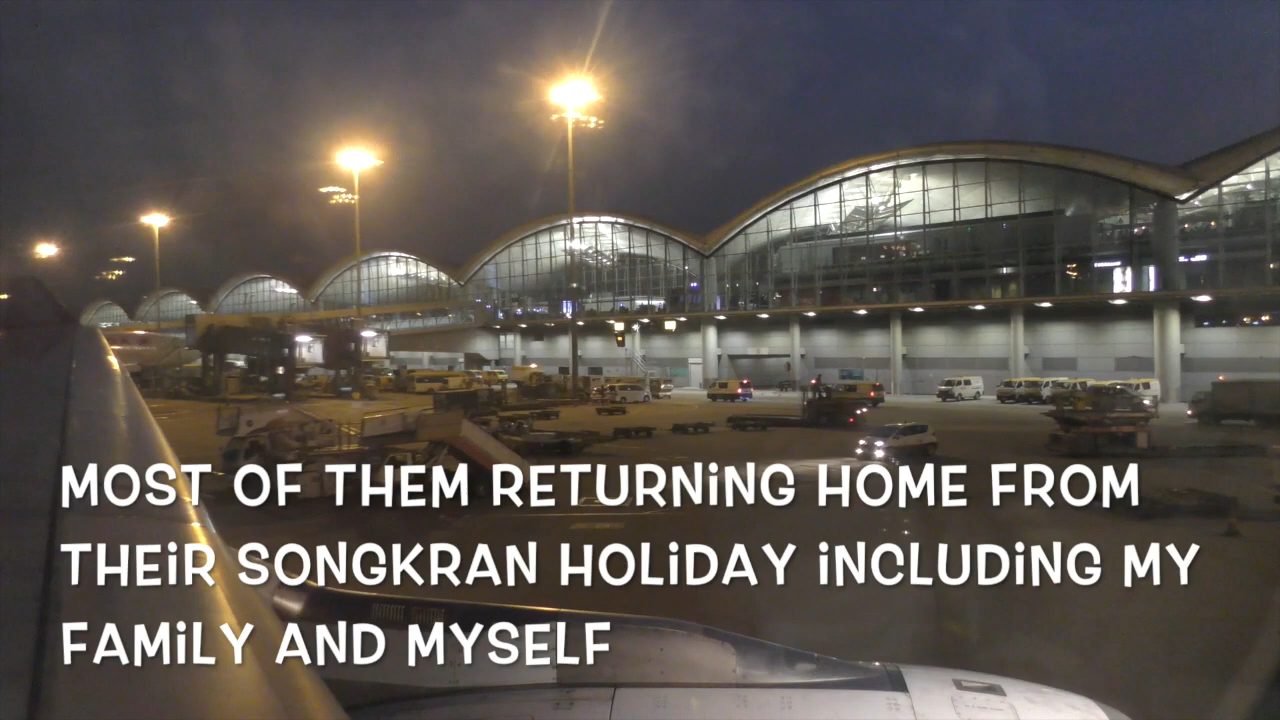 MOST OF THEM RETURNiNG HOME FROM
THEiR SONGKRAN HOLiDAY iNCLUDiNG MY
FAMiLY AND MYSELF